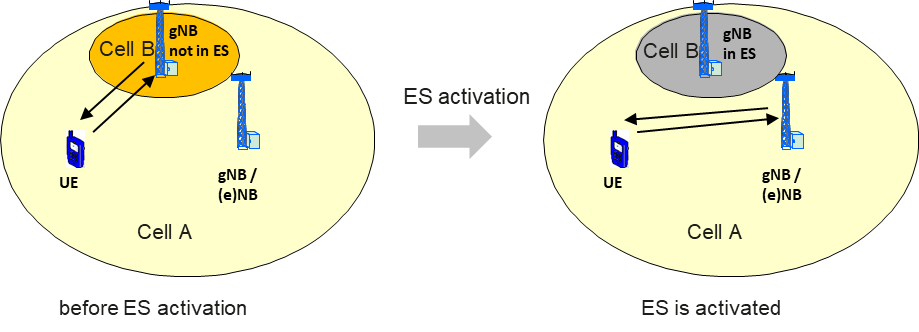 Cell B
gNB
not in ES
UE
gNB /
(e)NB
Cell A
before ES activation
ES activation
Cell B
gNB
in ES
UE
gNB /
(e)NB
Cell A
ES is activated